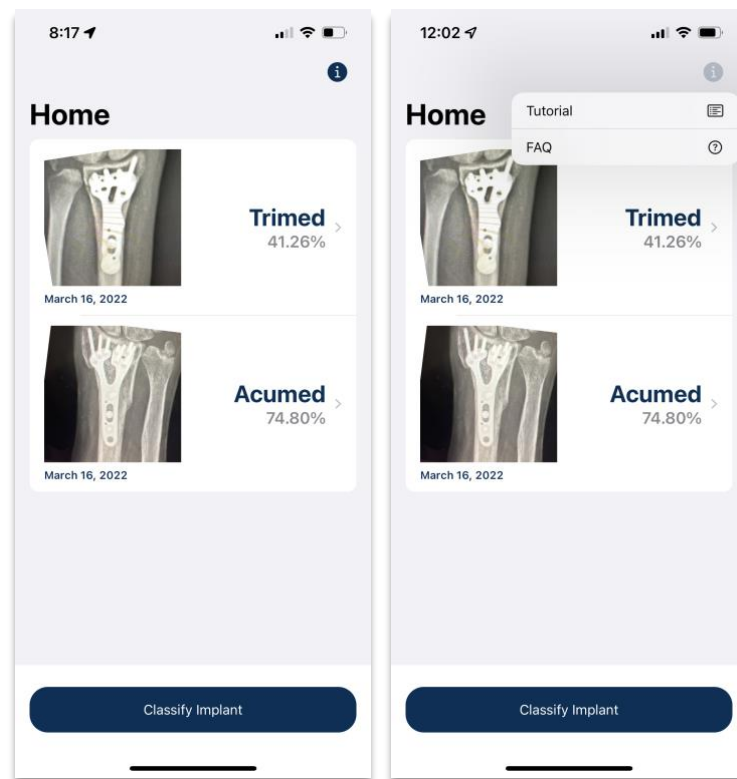 8:17
Home
Trimed
41.26%
March 16, 2022
Acumed
74.80%
March 16, 2022
Classify Implant
12:02
Home
Tutorial
FAQ
Trimed
41.26%
March 16, 2022
Acumed
74.80%
March 16, 2022
Classify Implant